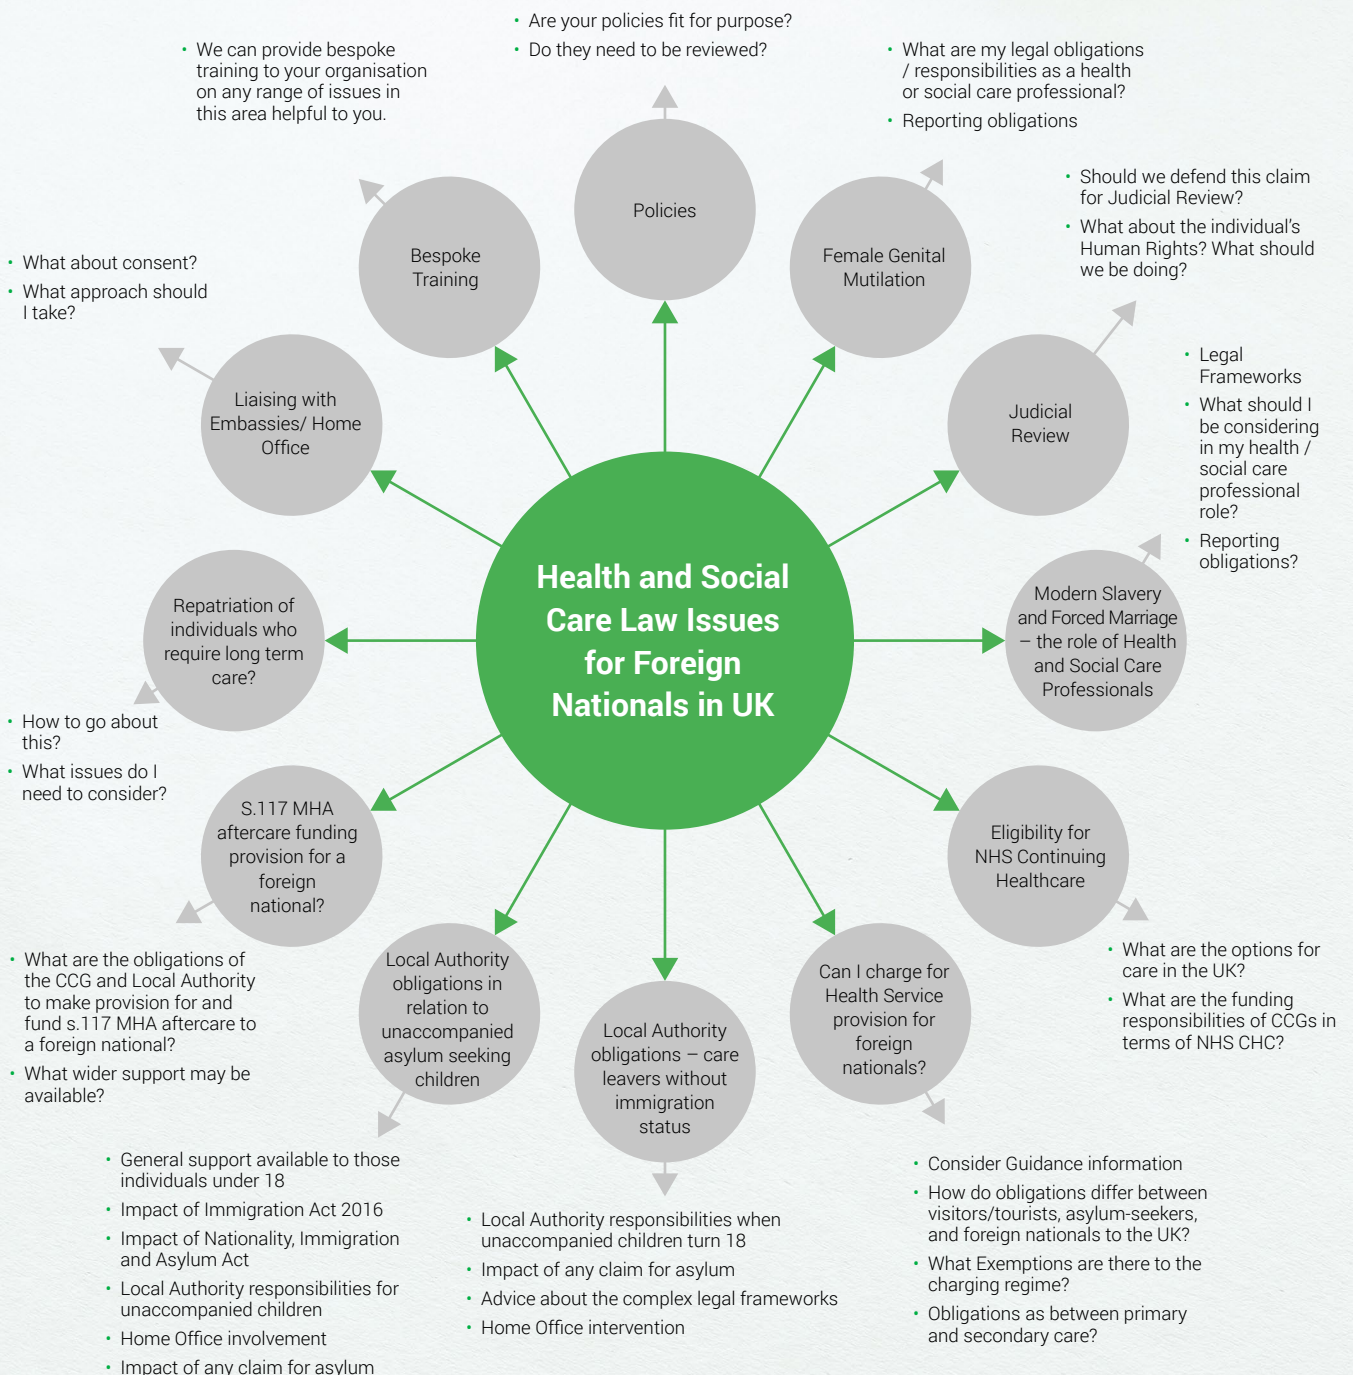 • Are your policies fit for purpose?
• Do they need to be reviewed?
Policies
• What are my legal obligations
/ responsibilities as a health
or social care professional?
• Reporting obligations
Female Genital
Mutilation
• Should we defend this claim
for Judicial Review?
• What about the individual's
Human Rights? What should
we be doing?
Judicial
Review
• Legal
Frameworks
• What should I
be considering
in my health /
social care
professional
role?
• Reporting
obligations?
Modern Slavery
and Forced Marriage
– the role of Health
and Social Care
Professionals
Eligibility for
NHS Continuing
Healthcare
• What are the options for
care in the UK?
• What are the funding
responsibilities of CCGs in
terms of NHS CHC?
Can I charge for
Health Service
provision for
foreign
nationals?
• Consider Guidance information
• How do obligations differ between
visitors/tourists, asylum-seekers,
and foreign nationals to the UK?
• What Exemptions are there to the
charging regime?
• Obligations as between primary
and secondary care?
Local Authority
obligations – care
leavers without
immigration
status
• Local Authority responsibilities when
unaccompanied children turn 18
• Impact of any claim for asylum
• Advice about the complex legal frameworks
• Home Office intervention
Local Authority
obligations in
relation to
unaccompanied
asylum seeking
children
• General support available to those
individuals under 18
• Impact of Immigration Act 2016
• Impact of Nationality, Immigration
and Asylum Act
• Local Authority responsibilities for
unaccompanied children
• Home Office involvement
• Impact of any claim for asylum
S.117 MHA
aftercare funding
provision for a
foreign
national?
• What are the obligations of
the CCG and Local Authority
to make provision for and
fund s.117 MHA aftercare to
a foreign national?
• What wider support may be
available?
Repatriation of
individuals who
require long term
care?
• How to go about
this?
• What issues do I
need to consider?
Liaising with
Embassies/ Home
Office
• What about consent?
• What approach should
I take?
Bespoke
Training
• We can provide bespoke
training to your organisation
on any range of issues in
this area helpful to you.
Health and Social
Care Law Issues
for Foreign
Nationals in UK